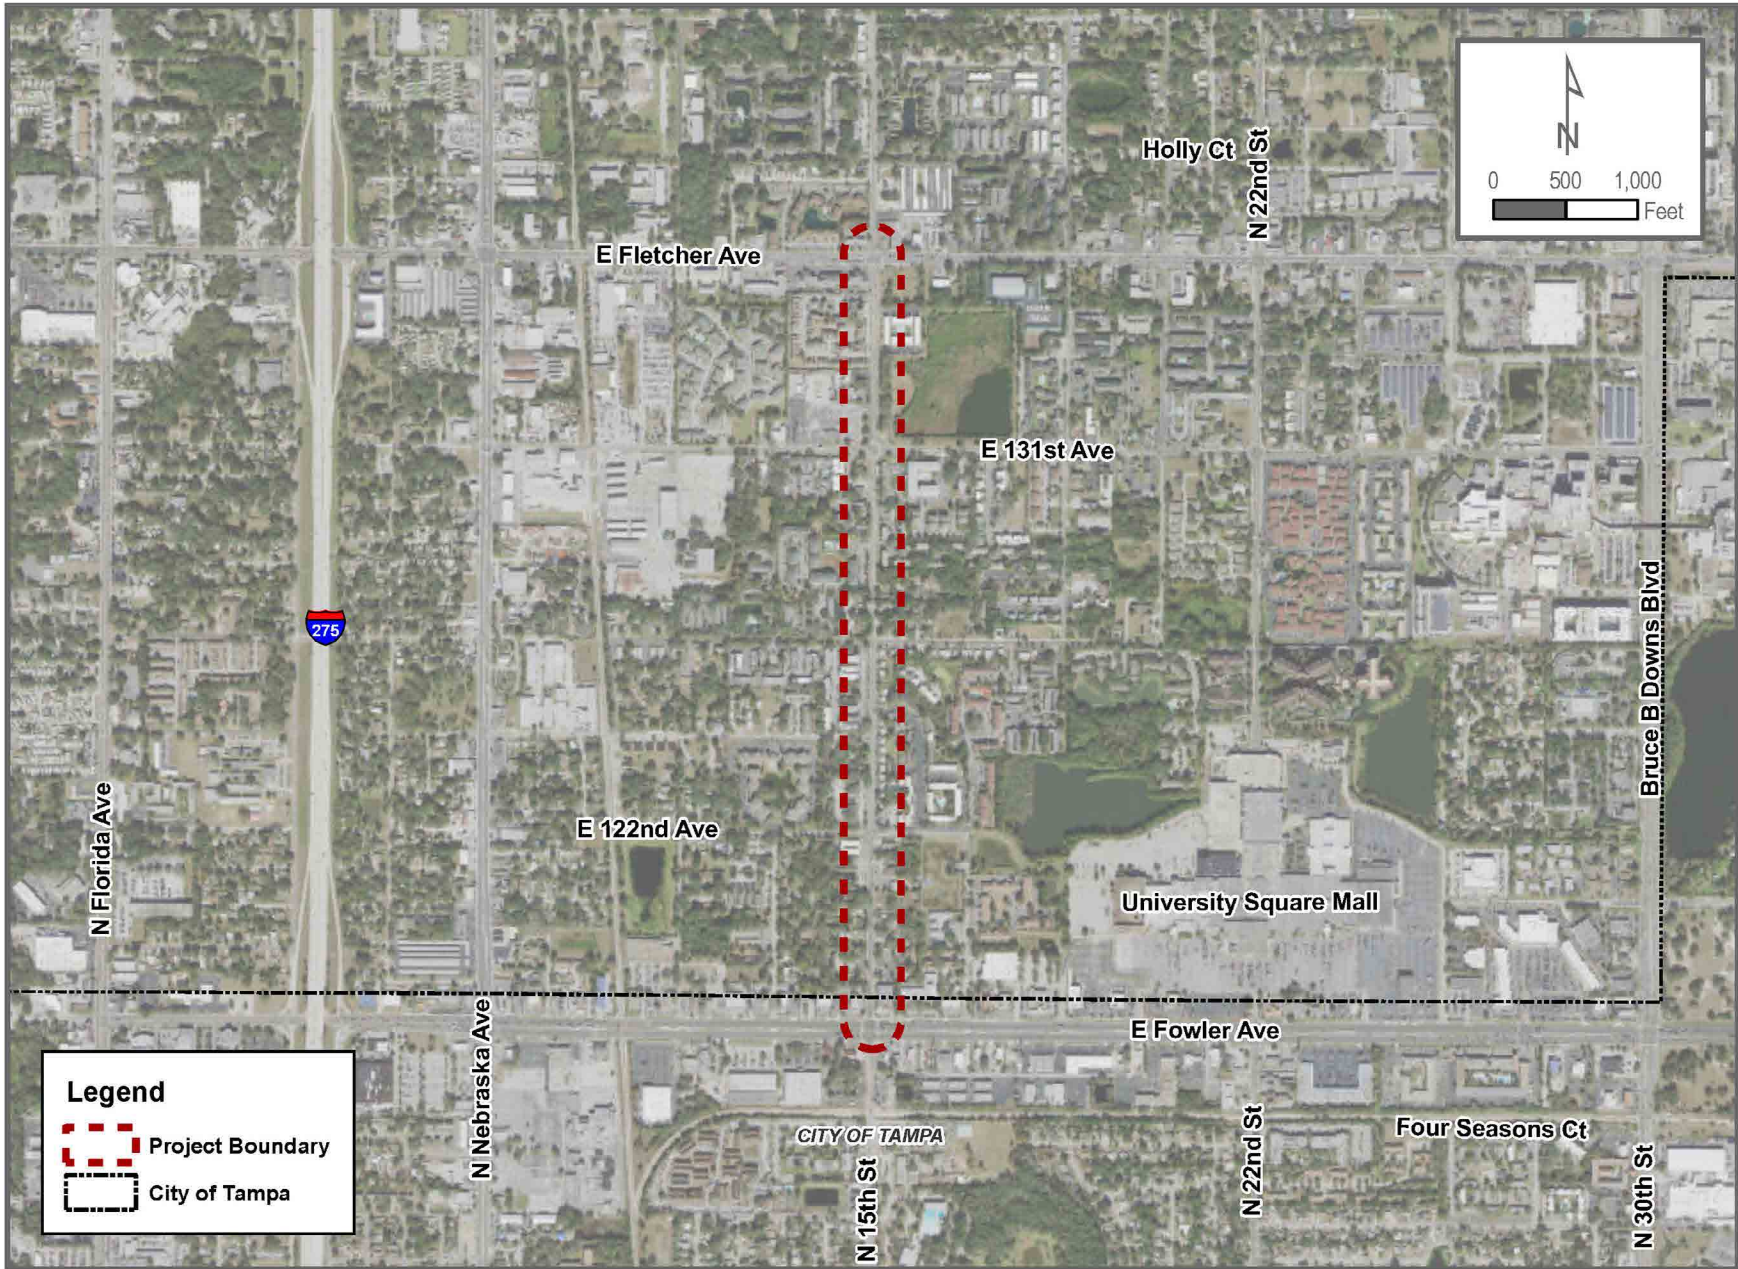 Holly Ct
N 22nd St
N
0 500 1,000
Feet
E Fletcher Ave
E 131st Ave
275
Bruce B Downs Blvd
N Florida Ave
E 122nd Ave
University Square Mall
E Fowler Ave
N Nebraska Ave
CITY OF TAMPA
N 15th St
N 22nd St
Four Seasons Ct
N 30th St
Legend
Project Boundary
City of Tampa